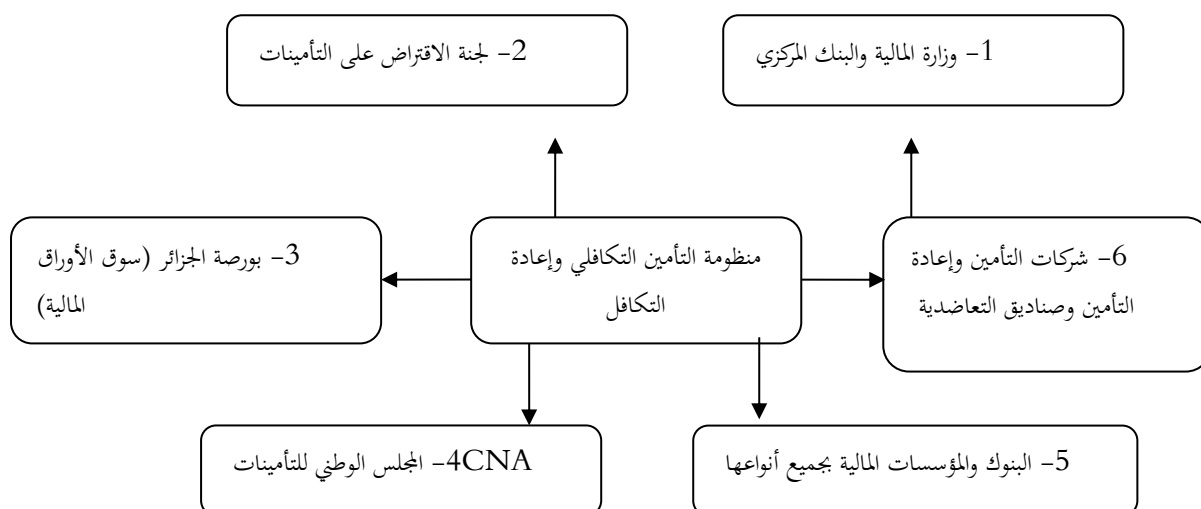 1- وزارة المالية والبنك المركزي
2- لجنة الاقتراض على التأمينات
منظومة التأمين التكافلي وإعادة
التكافل
3- بورصة الجزائر (سوق الأوراق
المالية)
6- شركات التأمين وإعادة
التأمين وصناديق التعاضدية
4CNA- المجلس الوطني للتأمينات
5- البنوك والمؤسسات المالية بجميع أنواعها